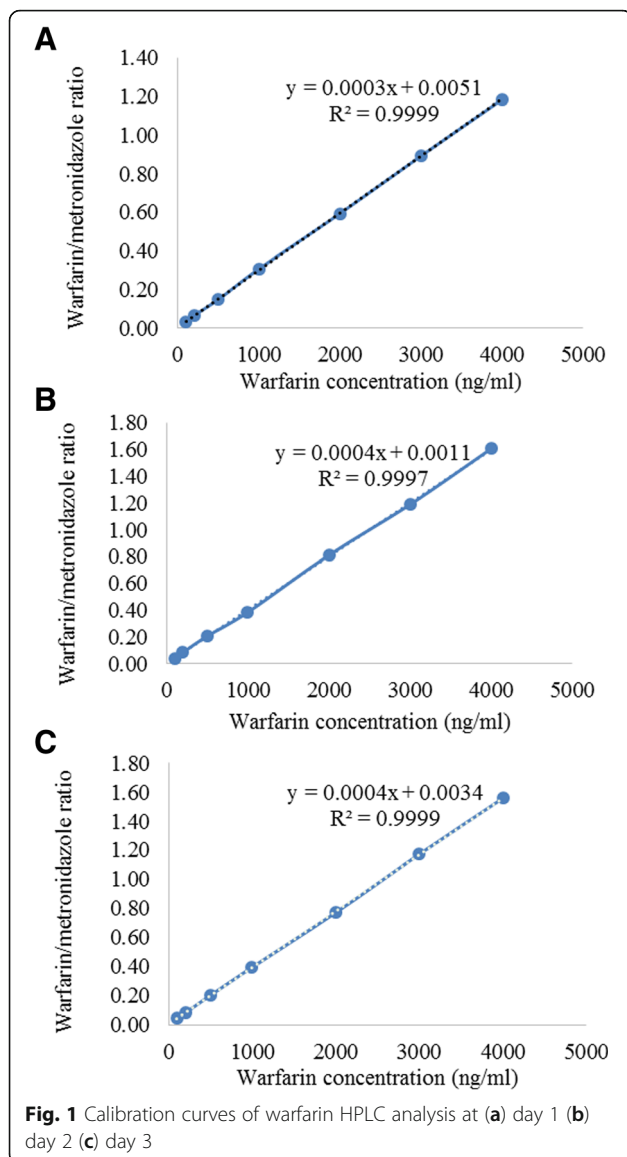 A
Warfarin/metronidazole ratio
1.40
1.20
1.00
0.80
0.60
0.40
0.20
0.00
y = 0.0003x + 0.0051
R² = 0.9999
0 1000 2000 3000 4000 5000
Warfarin concentration (ng/ml)
B
Warfarin/metronidazole ratio
1.80
1.60
1.40
1.20
1.00
0.80
0.60
0.40
0.20
0.00
y = 0.0004x + 0.0011
R² = 0.9997
0 1000 2000 3000 4000 5000
Warfarin concentration (ng/ml)
C
Warfarin/metronidazole ratio
1.80
1.60
1.40
1.20
1.00
0.80
0.60
0.40
0.20
0.00
y = 0.0004x + 0.0034
R² = 0.9999
0 1000 2000 3000 4000 5000
Warfarin concentration (ng/ml)
Fig. 1 Calibration curves of warfarin HPLC analysis at (a) day 1 (b)
day 2 (c) day 3